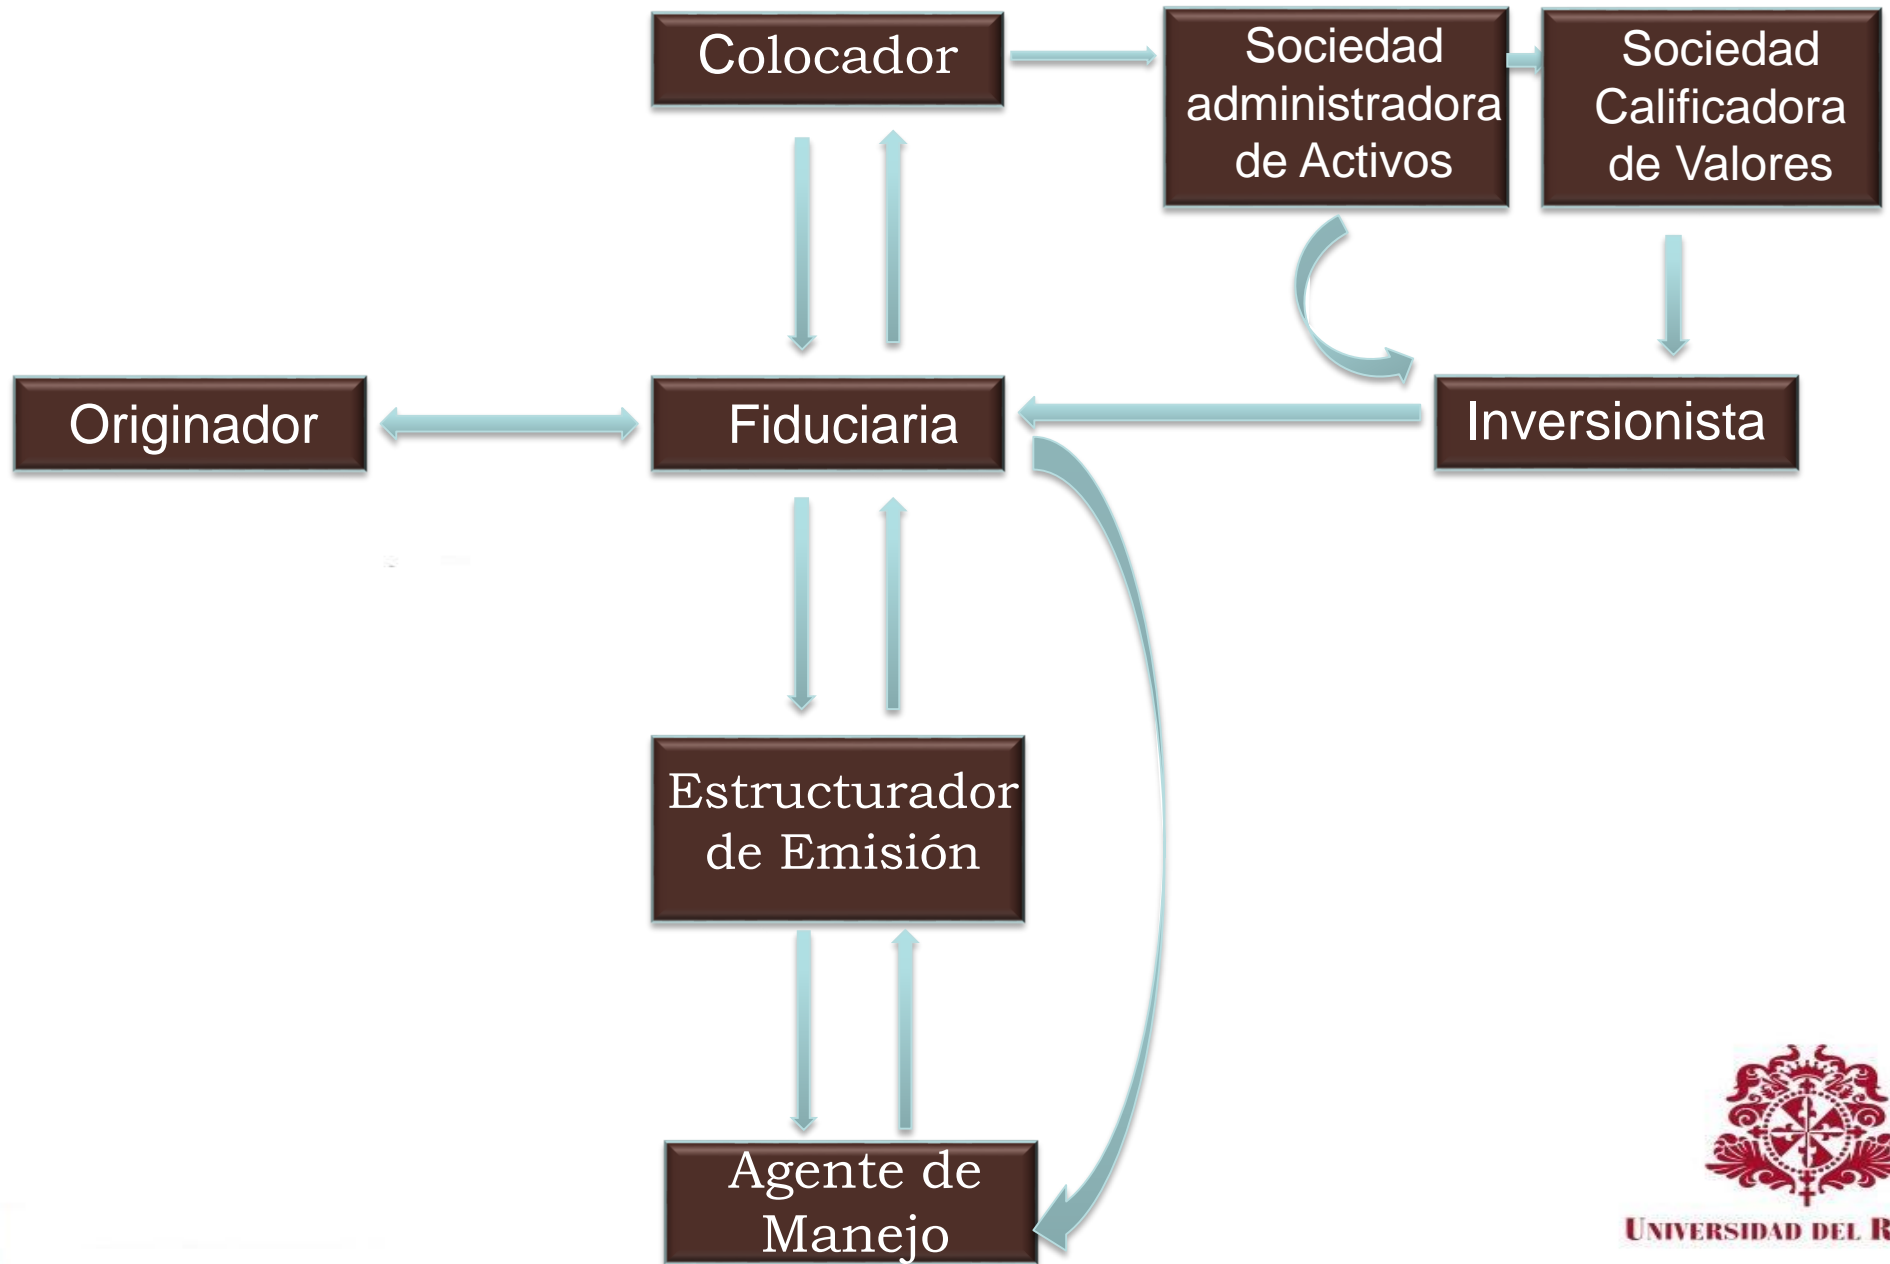 Colocador
Sociedad
administradora
de Activos
Sociedad
Calificadora
de Valores
Originador
Fiduciaria
Inversionista
Estructurador
de Emisión
Agente de
Manejo
UNIVERSIDAD DEL R